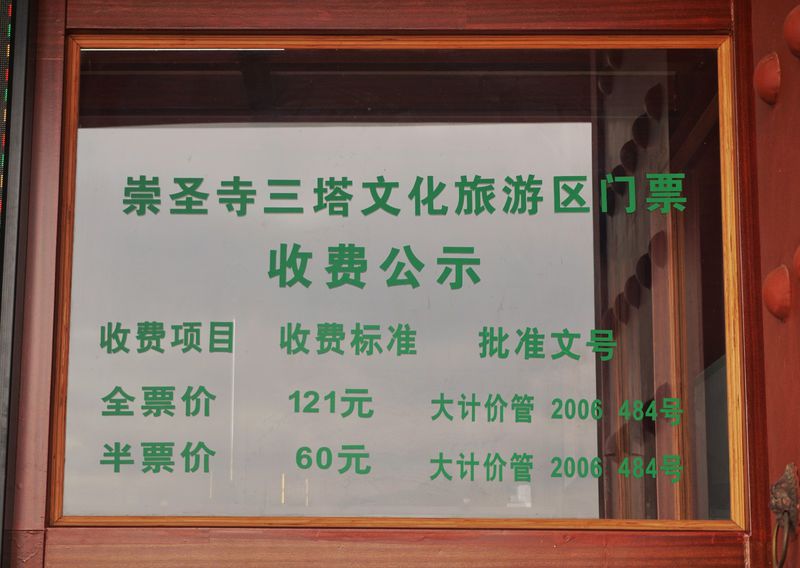 崇圣寺三塔文化旅游区门票
收费公示
收费项目 收费标准 批准文号
全票价 121元 大计价管 2006 484号
半票价 60元 大计价管 2006 484号